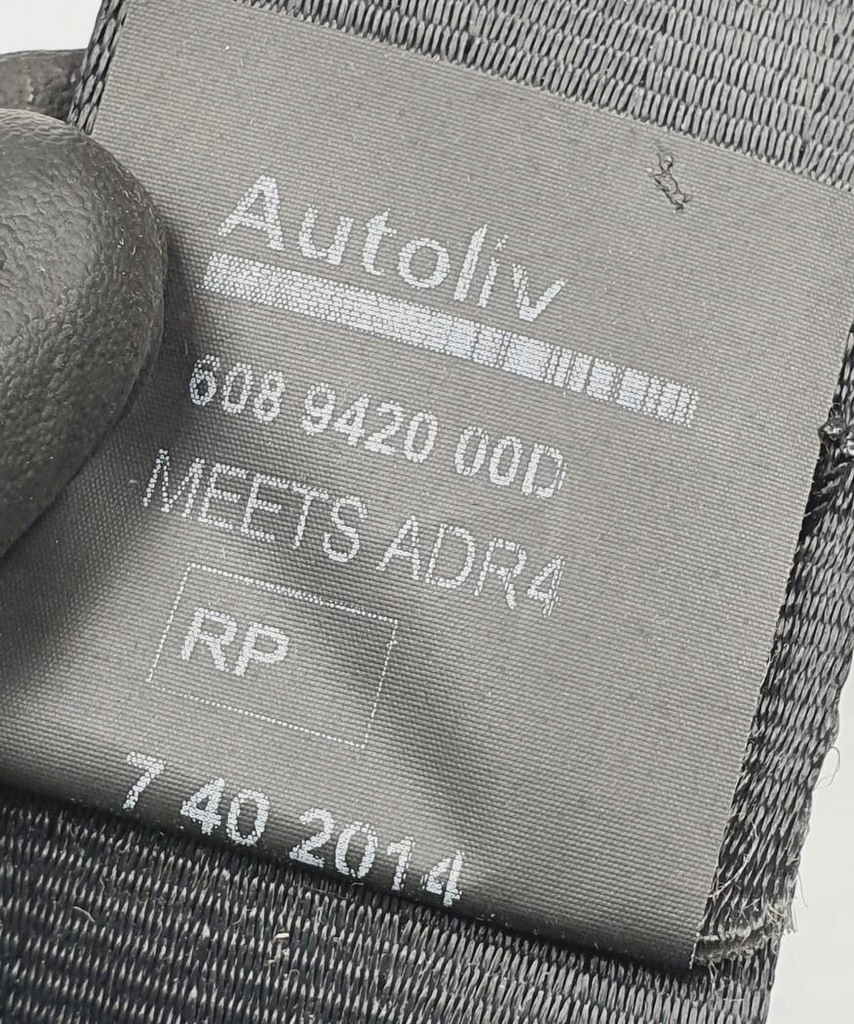 Autoliv
608 9420 00D
MEETS ADR4
RP
7 40 2014